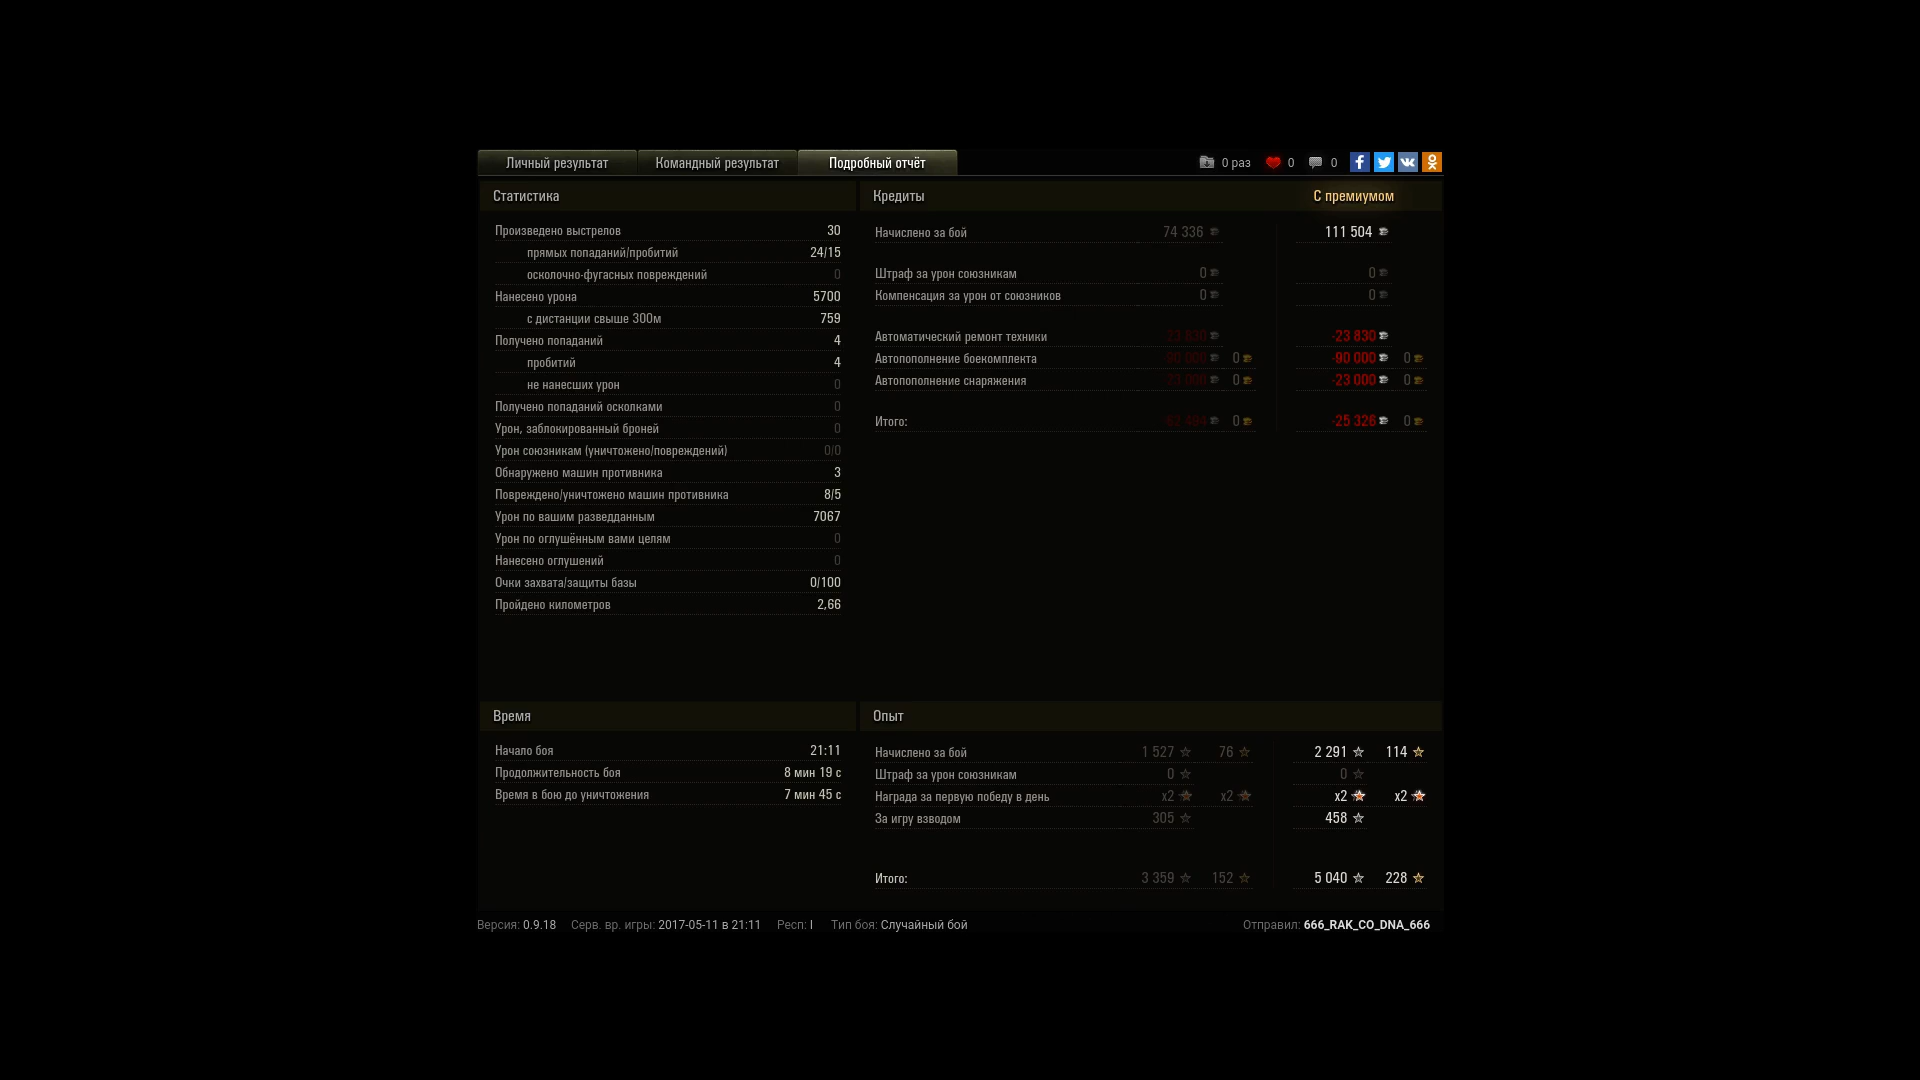 Личный результат Командный результат Подробный отчёт 0 раз 0 0
Статистика
Произведено выстрелов 30
прямых попаданий/пробитий 24/15
осколочно-фугасных повреждений 0
Нанесено урона 5700
с дистанции свыше 300м 759
Получено попаданий 4
пробитий 4
не нанесших урон 0
Получено попаданий осколками 0
Урон, заблокированный броней 0
Урон союзникам (уничтожено/повреждений) 0/0
Обнаружено машин противника 3
Повреждено/уничтожено машин противника 8/5
Урон по вашим разведданным 7067
Урон по оглушённым вами целям 0
Нанесено оглушений 0
Очки захвата/защиты базы 0/100
Пройдено километров 2,66
Кредиты С премиумом
Начислено за бой 74 336 111 504
Штраф за урон союзникам 0 0
Компенсация за урон от союзников 0 0
Автоматический ремонт техники -23 830 -23 830
Автопополнение боекомплекта -90 000 0 -90 000 0
Автопополнение снаряжения -23 000 0 -23 000 0
Итого: -62 494 0 -25 326 0
Время
Начало боя 21:11
Продолжительность боя 8 мин 19 с
Время в бою до уничтожения 7 мин 45 с
Опыт
Начислено за бой 1 527 76 2 291 114
Штраф за урон союзникам 0 0
Награда за первую победу в день x2 x2 x2 x2
За игру взводом 305 458
Итого: 3 359 152 5 040 228
Версия: 0.9.18 Серв. вр. игры: 2017-05-11 в 21:11 Респ: I Тип боя: Случайный бой Отправил: 666_RAK_CO_DNA_666